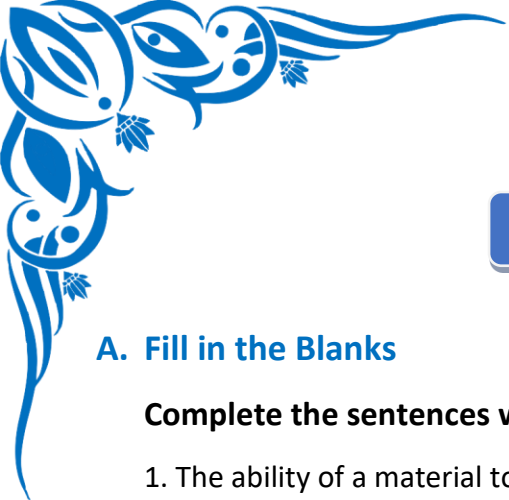 A. Fill in the Blanks
Complete the sentences
1. The ability of a material to